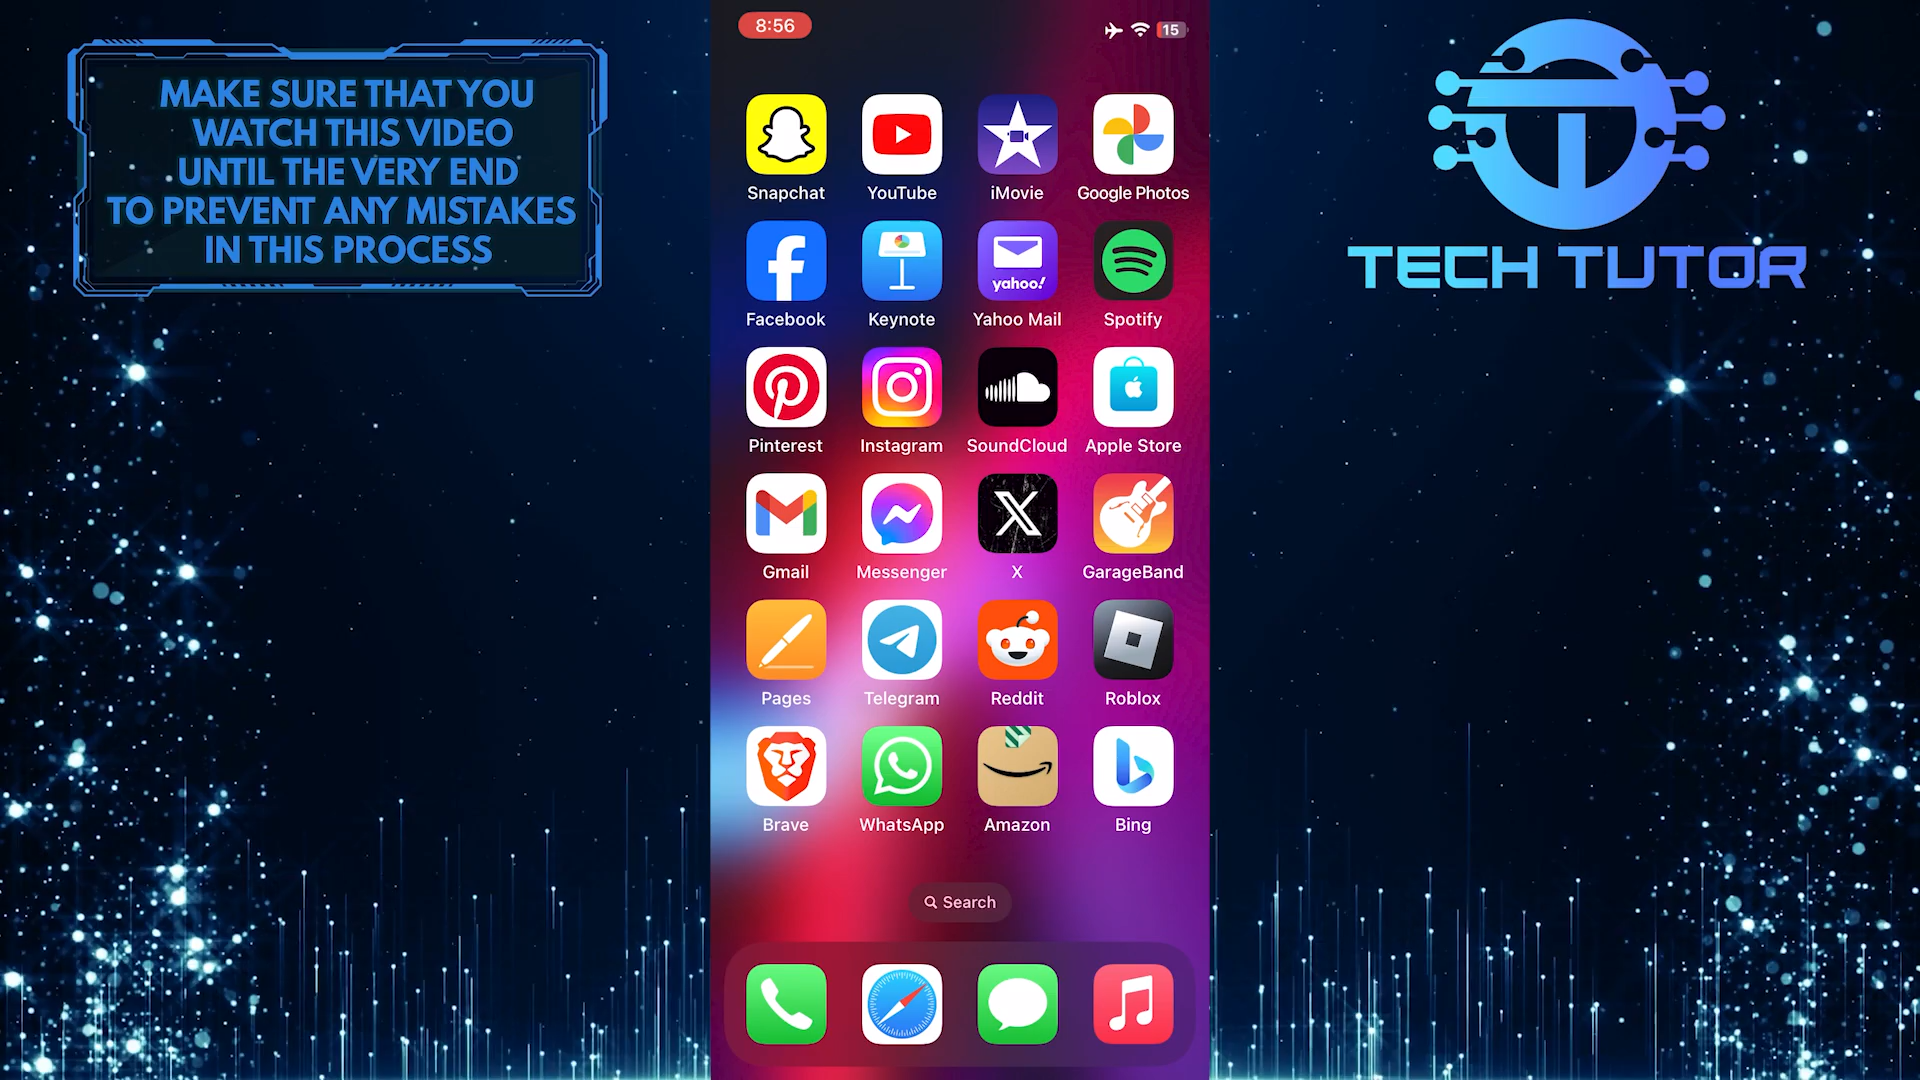 MAKE SURE THAT YOU
WATCH THIS VIDEO
UNTIL THE VERY END
TO PREVENT ANY MISTAKES
IN THIS PROCESS
8:56
15
Snapchat
YouTube
iMovie
Google Photos
Facebook
Keynote
yahoo!
Yahoo Mail
Spotify
Pinterest
Instagram
SoundCloud
Apple Store
Gmail
Messenger
X
GarageBand
Pages
Telegram
Reddit
Roblox
Brave
WhatsApp
Amazon
Bing
Search
TECH TUTOR